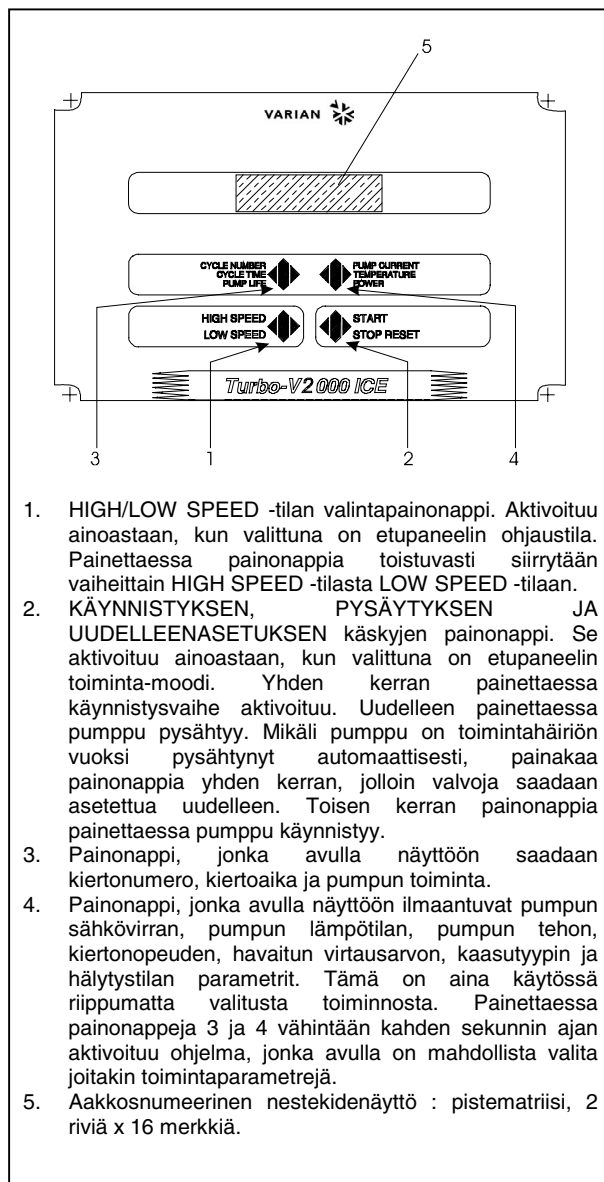 5
VARIAN
CYCLE NUMBER
CYCLE TIME
PUMP LIFE
PUMP CURRENT
TEMPERATURE
POWER
HIGH SPEED
LOW SPEED
START
STOP RESET
Turbo-V2000 ICE
3 1 2 4
1. HIGH/LOW SPEED -tilan valintapainonappi. Aktivoituu
ainoastaan, kun valittuna on etupaneelin ohjaustila.
Painettaessa painonappia toistuvasti siirrytään
vaiheittain HIGH SPEED -tilasta LOW SPEED -tilaan.
2. KÄYNNISTYKSEN, PYSÄYTYKSEN JA
UUDELLEENASETUKSEN käskyjen painonappi. Se
aktivoituu ainoastaan, kun valittuna on etupaneelin
toiminta-moodi. Yhden kerran painettaessa
käynnistysvaihe aktivoituu. Uudelleen painettaessa
pumppu pysähtyy. Mikäli pumppu on toimintahäiriön
vuoksi pysähtynyt automaattisesti, painakaa
painonappia yhden kerran, jolloin valvoja saadaan
asetettua uudelleen. Toisen kerran painonappia
painettaessa pumppu käynnistyy.
3. Painonappi, jonka avulla näyttöön saadaan
kiertonumero, kiertoaika ja pumpun toiminta.
4. Painonappi, jonka avulla näyttöön ilmaantuvat pumpun
sähkövirran, pumpun lämpötilan, pumpun tehon,
kiertonopeuden, havaitun virtausarvon, kaasutyypin ja
hälytystilan parametrit. Tämä on aina käytössä
riippumatta valitusta toiminnosta. Painettaessa
painonappeja 3 ja 4 vähintään kahden sekunnin ajan
aktivoituu ohjelma, jonka avulla on mahdollista valita
joitakin toimintaparametrejä.
5. Aakkosnumeerinen nestekidenäyttö : pistematriisi, 2
riviä x 16 merkkiä.